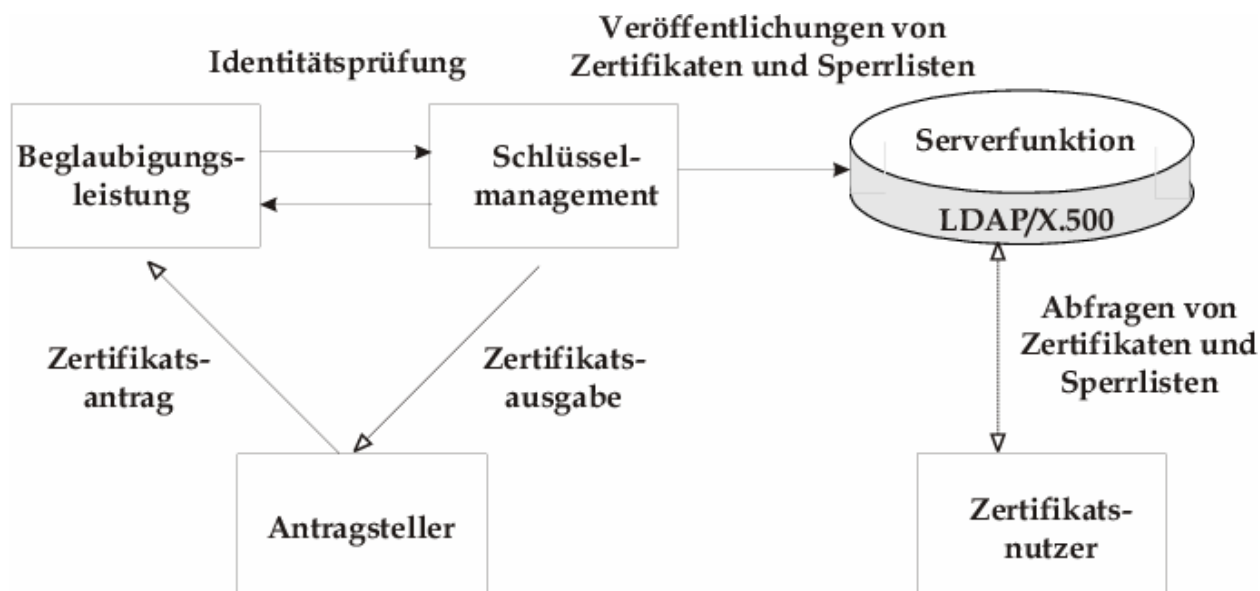 Identitätsprüfung
Veröffentlichungen von
Zertifikaten und Sperrlisten
Beglaubigungs-
leistung
Schlüssel-
management
Serverfunktion
LDAP/X.500
Zertifikats-
antrag
Zertifikats-
ausgabe
Abfragen von
Zertifikaten und
Sperrlisten
Antragsteller
Zertifikats-
nutzer